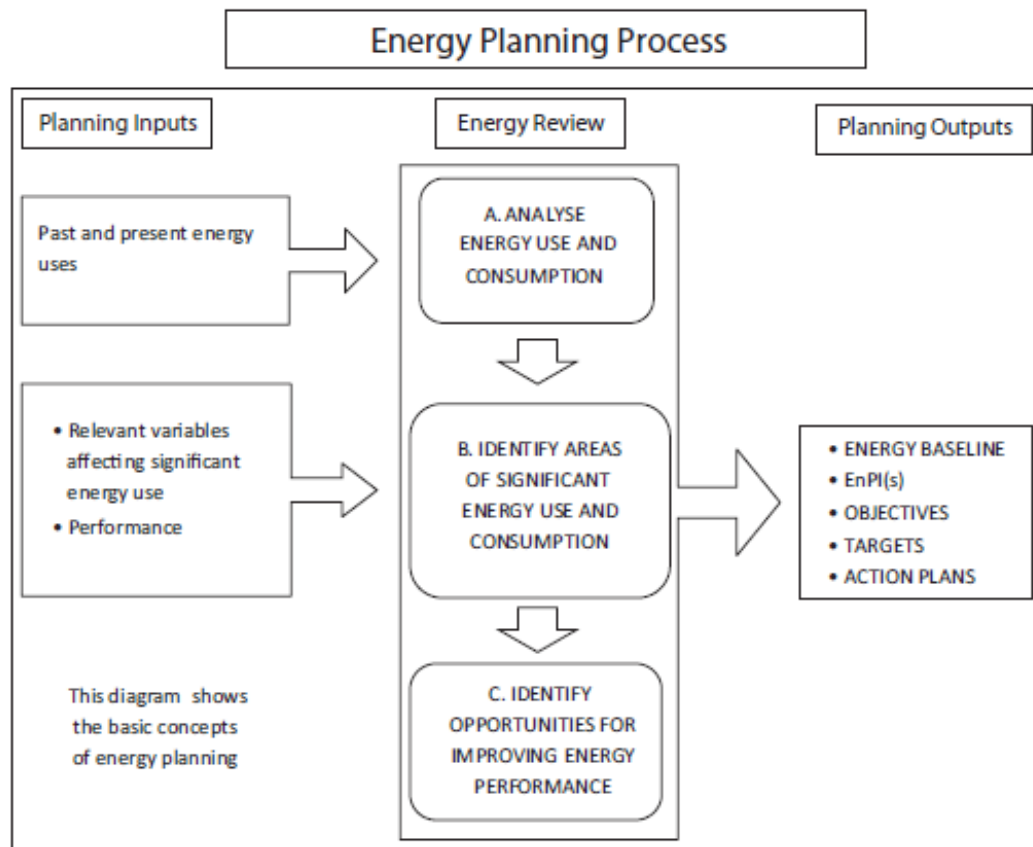 Energy Planning Process
Planning Inputs
Energy Review
Planning Outputs
Past and present energy
uses
A. ANALYSE
ENERGY USE AND
CONSUMPTION
• Relevant variables
affecting significant
energy use
• Performance
B. IDENTIFY AREAS
OF SIGNIFICANT
ENERGY USE AND
CONSUMPTION
• ENERGY BASELINE
• EnPI(s)
• OBJECTIVES
• TARGETS
• ACTION PLANS
This diagram shows
the basic concepts
of energy planning
C. IDENTIFY
OPPORTUNITIES FOR
IMPROVING ENERGY
PERFORMANCE